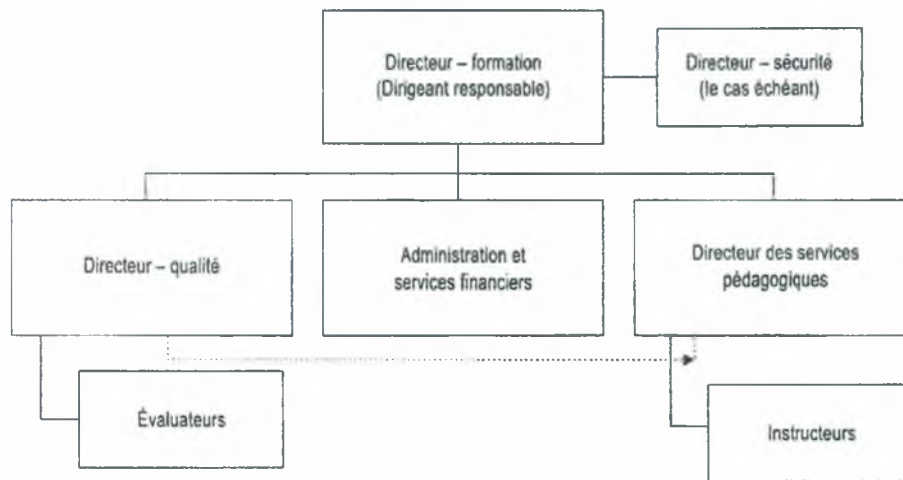 Directeur – formation
(Dirigeant responsable)
Directeur – sécurité
(le cas échéant)
Directeur – qualité
Administration et
services financiers
Directeur des services
pédagogiques
Évaluateurs
Instructeurs